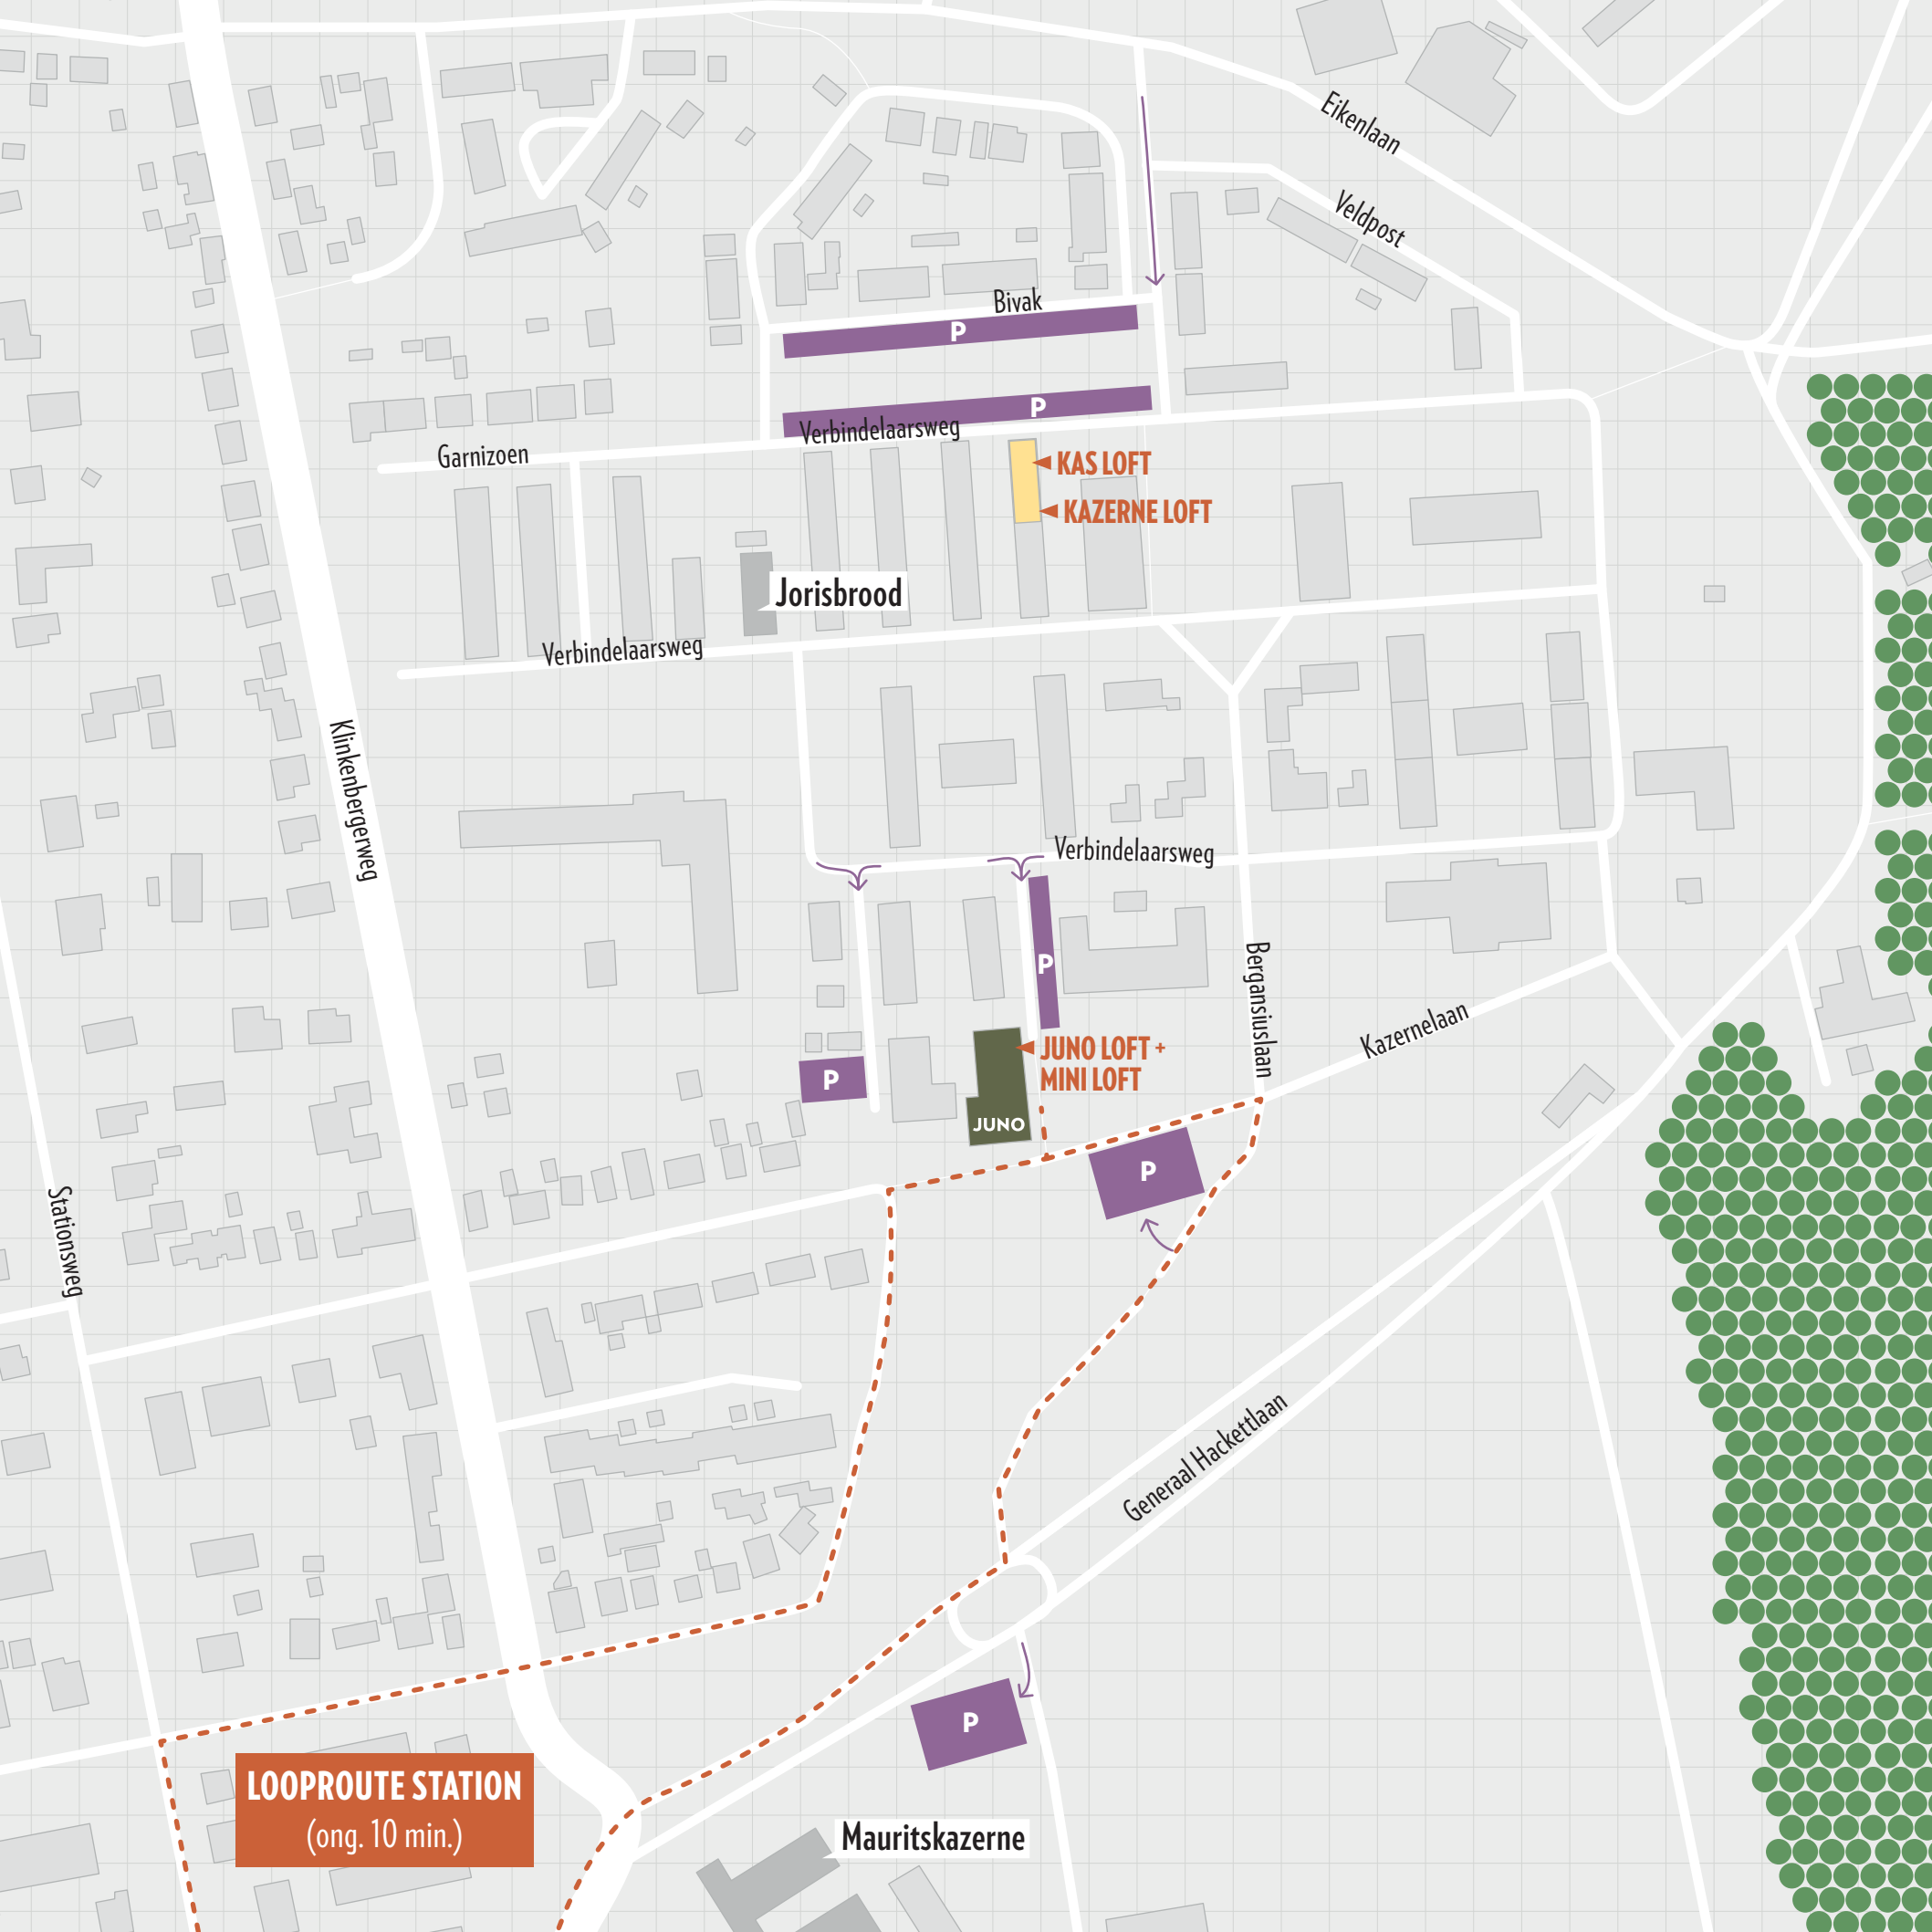 Eikenlaan
Veldpost
Bivak
P
P
Verbindelaarsweg
Garnizoen
KAS LOFT
KAZERNE LOFT
Jorisbrood
Verbindelaarsweg
Klinkenbergerweg
Verbindelaarsweg
P
Bergansiuslaan
Kazernelaan
JUNO LOFT +
MINI LOFT
P
JUNO
P
Stationsweg
Generaal Hackettlaan
P
LOOPROUTE STATION
(ong. 10 min.)
Mauritskazerne